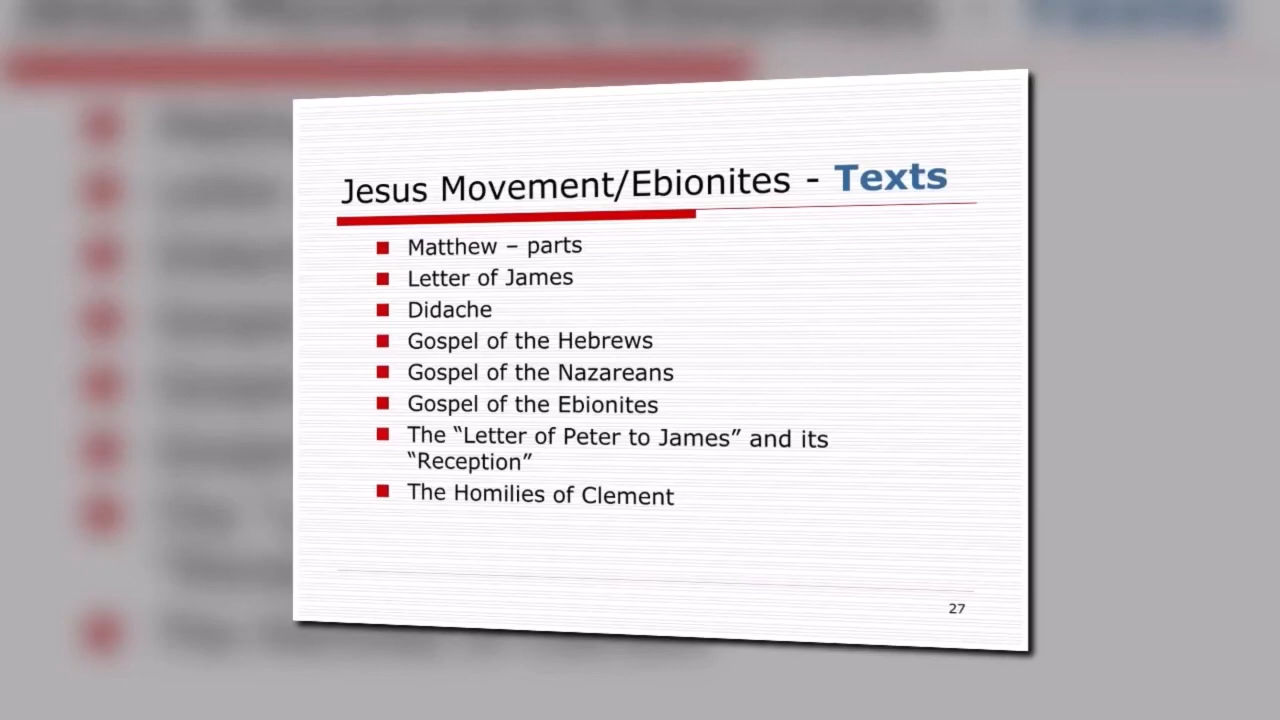 Jesus Movement/Ebionites - Texts
Matthew – parts
Letter of James
Didache
Gospel of the Hebrews
Gospel of the Nazareans
Gospel of the Ebionites
The “Letter of Peter to James” and its
“Reception”
The Homilies of Clement
27